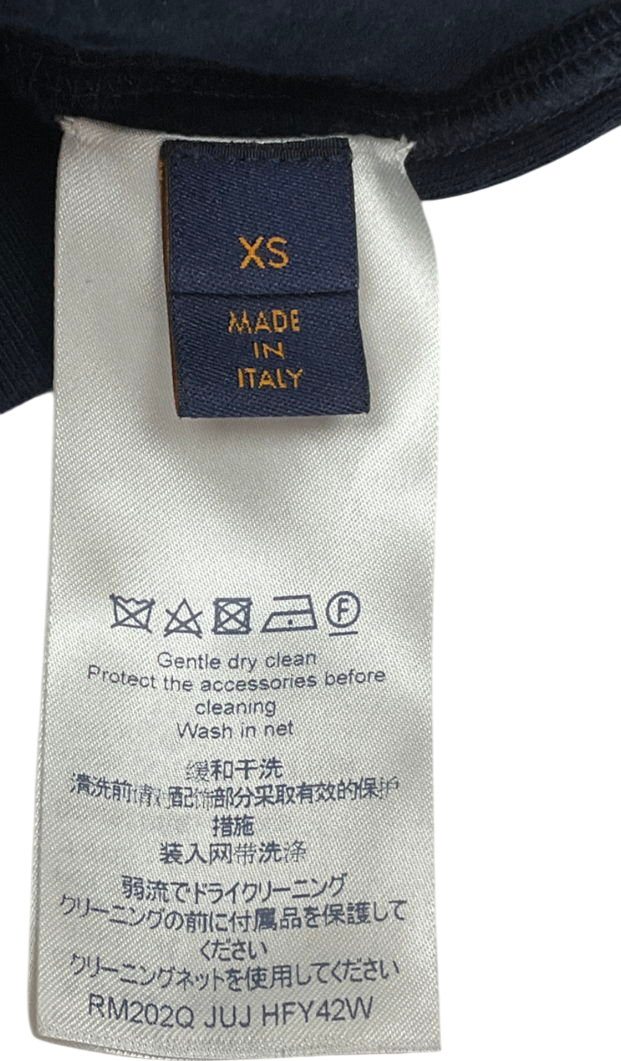 XS
MADE
IN
ITALY
F
Gentle dry clean
Protect the accessories before
cleaning
Wash in net
缓和干洗
清洗前请对配饰部分采取有效的保护
措施
装入网带洗涤
弱流でドライクリーニング
クリーニングの前に付属品を保護して
ください
クリーニングネットを使用してください
RM202Q JUJ HFY42W